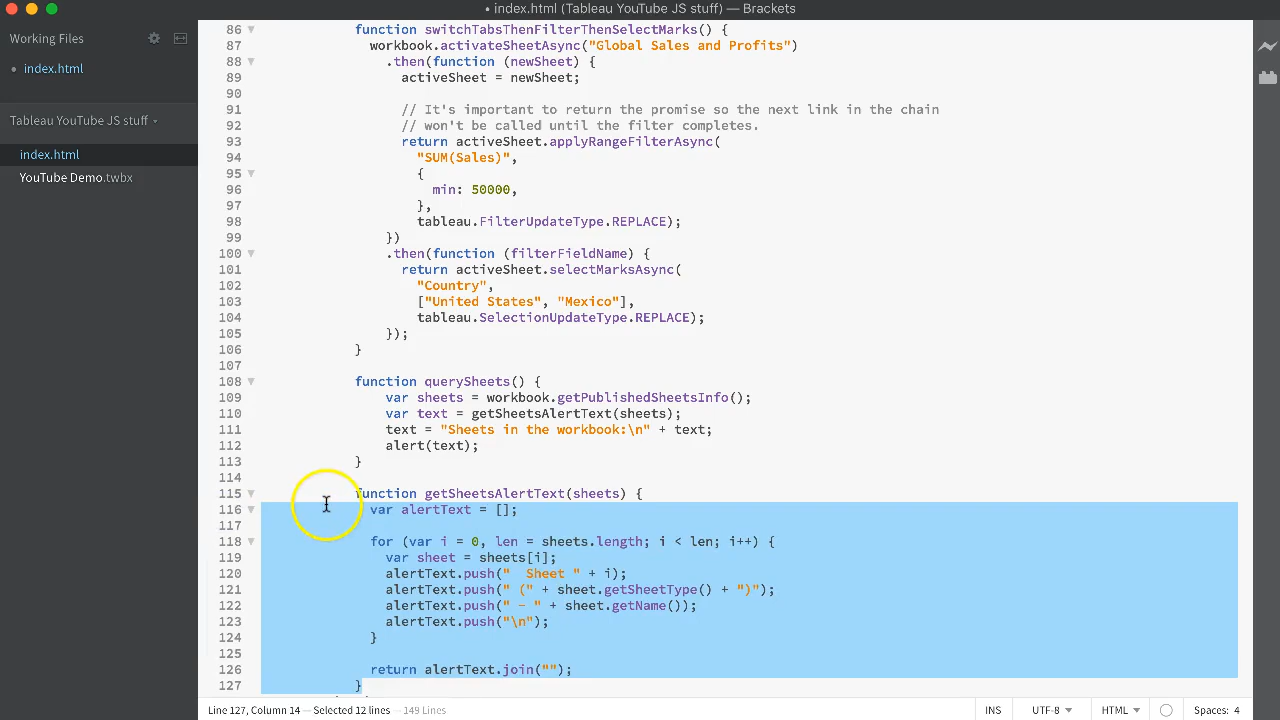 • index.html (Tableau YouTube JS stuff) — Brackets
Working Files
• index.html
Tableau YouTube JS stuff
index.html
YouTube Demo.twbx
86 function switchTabsThenFilterThenSelectMarks() {
87 workbook.activateSheetAsync("Global Sales and Profits")
88 .then(function (newSheet) {
89 activeSheet = newSheet;
90
91 // It's important to return the promise so the next link in the chain
92 // won't be called until the filter completes.
93 return activeSheet.applyRangeFilterAsync(
94 "SUM(Sales)",
95 {
96 min: 50000,
97 },
98 tableau.FilterUpdateType.REPLACE);
99 })
100 .then(function (filterFieldName) {
101 return activeSheet.selectMarksAsync(
102 "Country",
103 ["United States", "Mexico"],
104 tableau.SelectionUpdateType.REPLACE);
105 });
106 }
107
108 function querySheets() {
109 var sheets = workbook.getPublishedSheetsInfo();
110 var text = getSheetsAlertText(sheets);
111 text = "Sheets in the workbook:\n" + text;
112 alert(text);
113 }
114
115 function getSheetsAlertText(sheets) {
116 var alertText = [];
117
118 for (var i = 0, len = sheets.length; i < len; i++) {
119 var sheet = sheets[i];
120 alertText.push("  Sheet " + i);
121 alertText.push(" (" + sheet.getSheetType() + ")");
122 alertText.push(" - " + sheet.getName());
123 alertText.push("\n");
124 }
125
126 return alertText.join("");
127 }
Line 127, Column 14 — Selected 12 lines — 149 Lines
INS UTF-8 HTML Spaces: 4